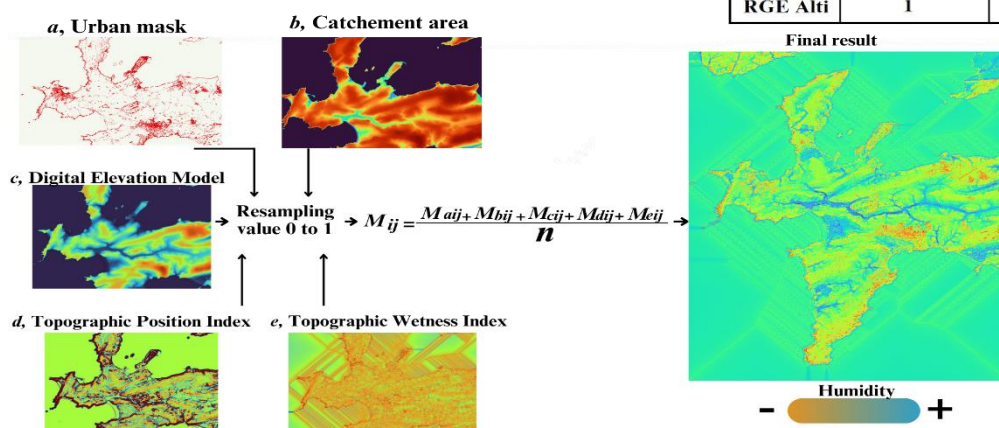 RGE Alti 1
a, Urban mask
b, Catchement area
Final result
c, Digital Elevation Model
Resampling
value 0 to 1
M ij = M aij + M bij + M cij + M dij + M eij
n
d, Topographic Position Index
e, Topographic Wetness Index
Humidity
- +